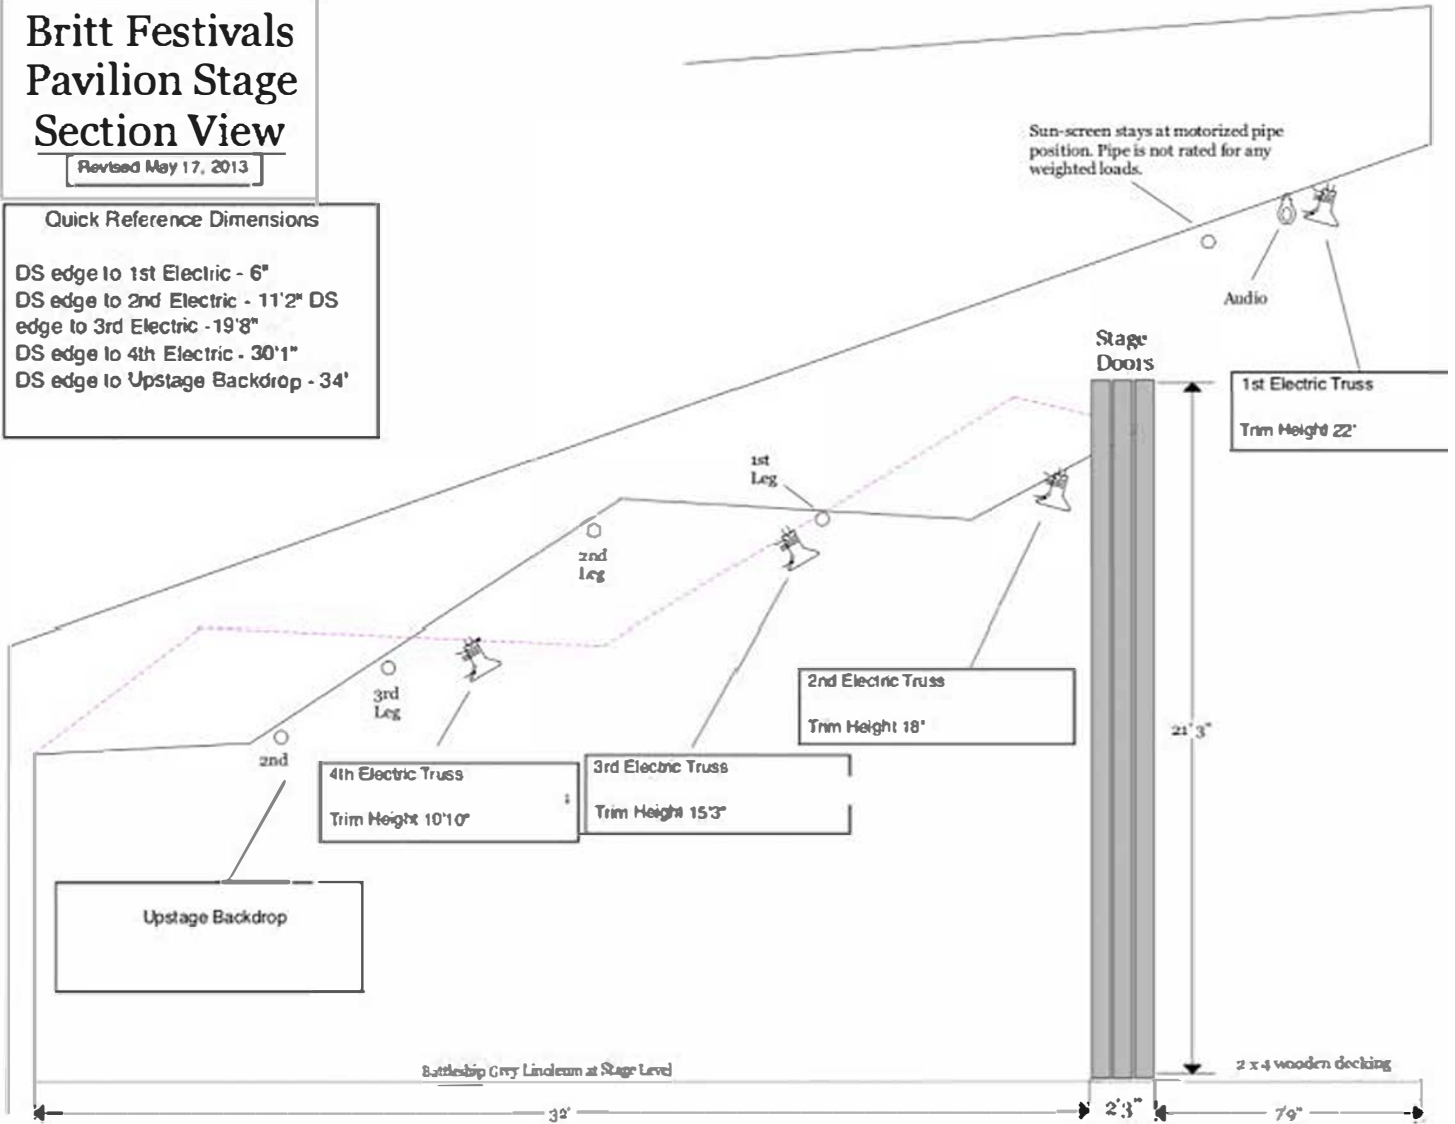 Britt Festivals
Pavilion Stage
Section View
Revised May 17, 2013
Quick Reference Dimensions
DS edge to 1st Electric - 6"
DS edge to 2nd Electric - 11'2" DS
edge to 3rd Electric -19'8"
DS edge to 4th Electric - 30'1"
DS edge to Upstage Backdrop - 34'
Sun-screen stays at motorized pipe
position. Pipe is not rated for any
weighted loads.
Audio
Stage
Doors
1st Electric Truss
Trim Height 22'
1st
Leg
2nd
Leg
3rd
Leg
2nd
2nd Electric Truss
Trim Height 18'
21'3"
4th Electric Truss
Trim Height 10'10"
3rd Electric Truss
Trim Height 15'3"
Upstage Backdrop
Battleship Grey Linoleum at Stage Level
2 x 4 wooden decking
32'
2'3"
7'9"